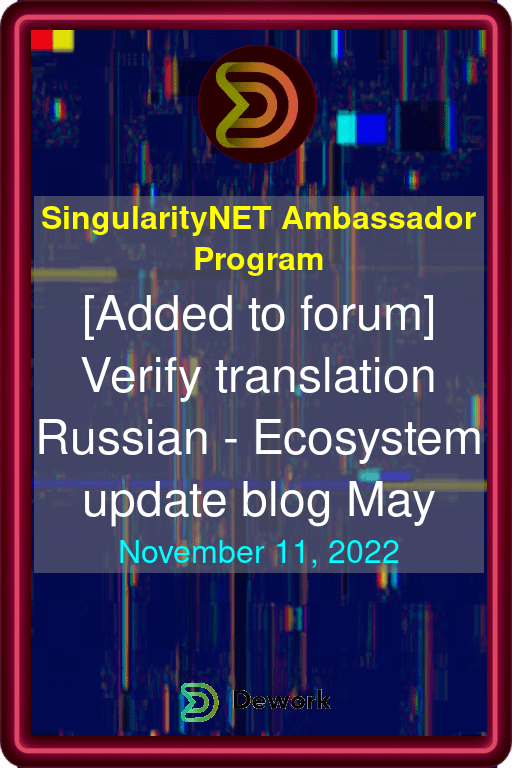 SingularityNET Ambassador
Program
[Added to forum]
Verify translation
Russian - Ecosystem
update blog May
November 11, 2022
Dework